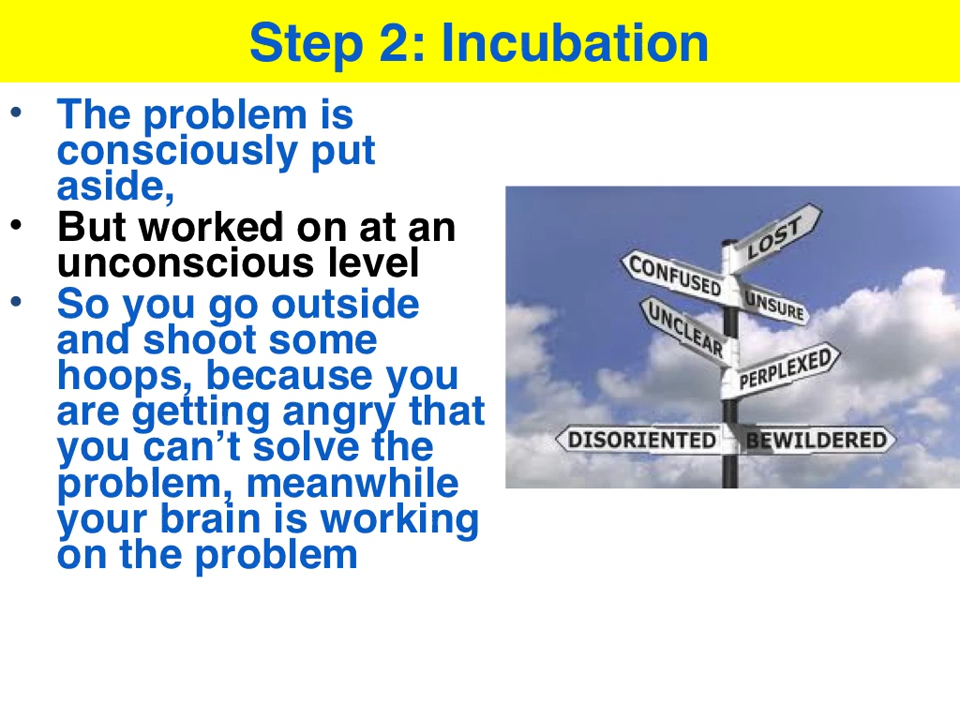 Step 2: Incubation
• The problem is
consciously put
aside,
• But worked on at an
unconscious level
• So you go outside
and shoot some
hoops, because you
are getting angry that
you can’t solve the
problem, meanwhile
your brain is working
on the problem
LOST
CONFUSED
UNSURE
UNCLEAR
PERPLEXED
DISORIENTED
BEWILDERED